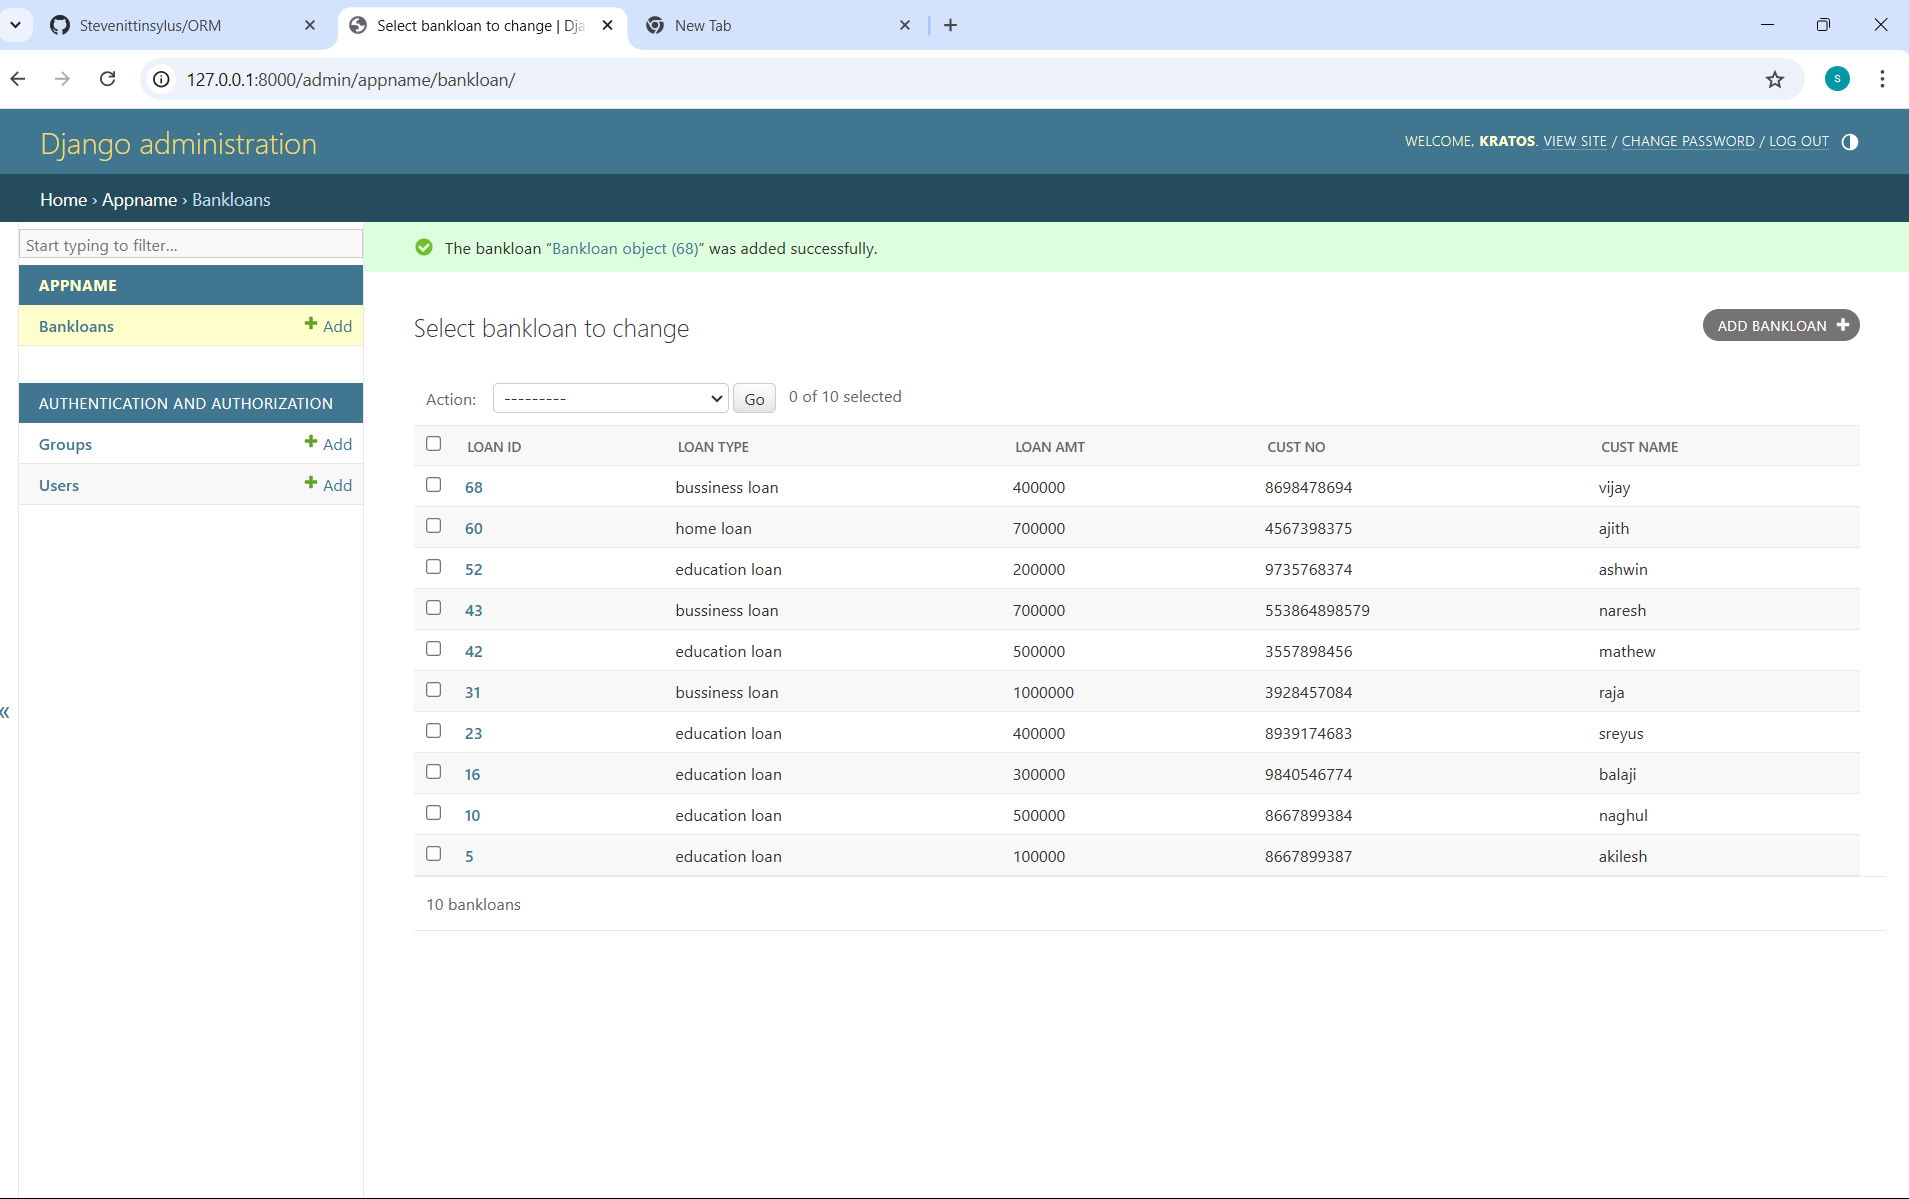 Stevenittinsylus/ORM
Select bankloan to change | Dja
New Tab
127.0.0.1:8000/admin/appname/bankloan/
S
Django administration
WELCOME, KRATOS. VIEW SITE / CHANGE PASSWORD / LOG OUT
Home › Appname › Bankloans
Start typing to filter...
APPNAME
Bankloans Add
AUTHENTICATION AND AUTHORIZATION
Groups Add
Users Add
The bankloan “Bankloan object (68)” was added successfully.
Select bankloan to change
ADD BANKLOAN
Action: --------- Go 0 of 10 selected
LOAN ID LOAN TYPE LOAN AMT CUST NO CUST NAME
68 bussiness loan 400000 8698478694 vijay
60 home loan 700000 4567398375 ajith
52 education loan 200000 9735768374 ashwin
43 bussiness loan 700000 553864898579 naresh
42 education loan 500000 3557898456 mathew
31 bussiness loan 1000000 3928457084 raja
23 education loan 400000 8939174683 sreyus
16 education loan 300000 9840546774 balaji
10 education loan 500000 8667899384 naghul
5 education loan 100000 8667899387 akilesh
10 bankloans
«